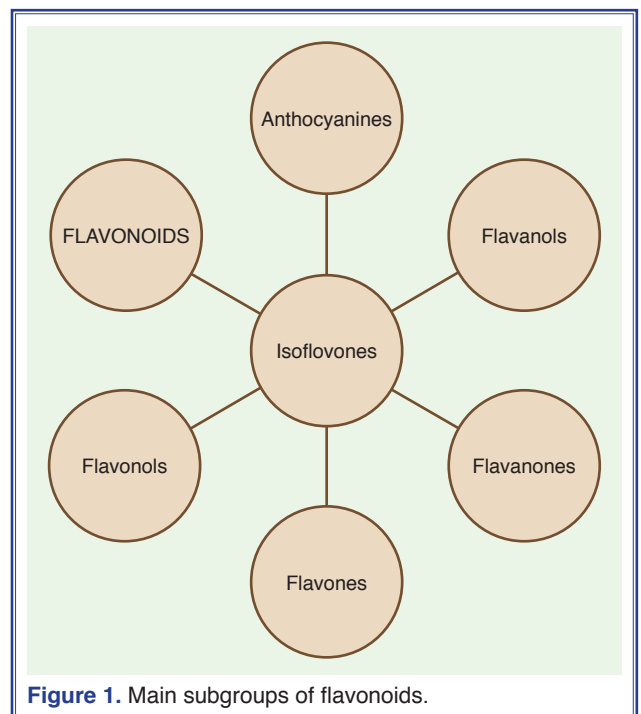 Anthocyanines
FLAVONOIDS
Flavanols
Isoflovones
Flavonols
Flavanones
Flavones
Figure 1. Main subgroups of flavonoids.